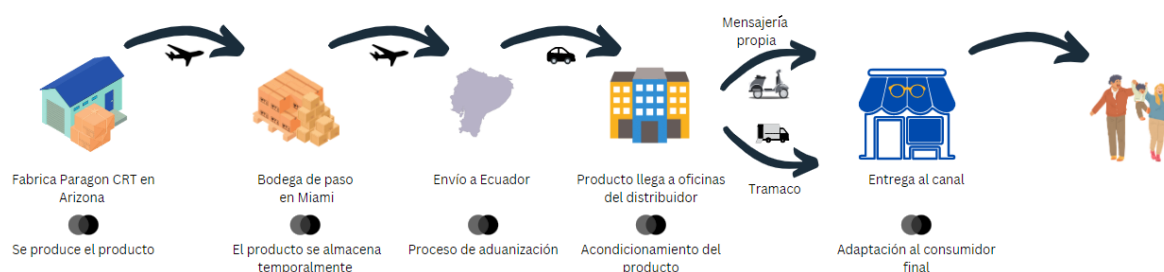 Mensajería
propia
Fabrica Paragon CRT en
Arizona
Bodega de paso
en Miami
Envío a Ecuador
Producto llega a oficinas
del distribuidor
Tramaco
Entrega al canal
Se produce el producto
El producto se almacena
temporalmente
Proceso de aduanización
Acondicionamiento del
producto
Adaptación al consumidor
final